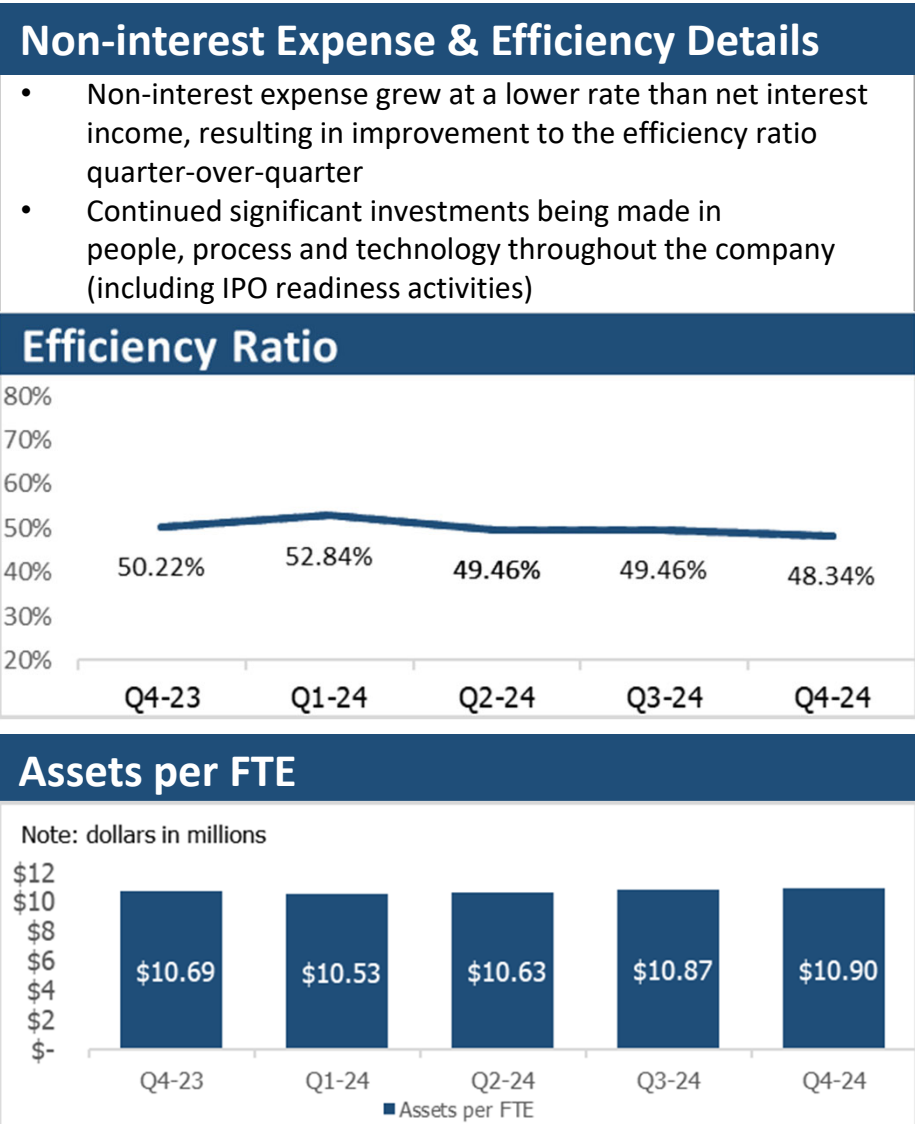 Non-interest Expense & Efficiency Details
• Non-interest expense grew at a lower rate than net interest
income, resulting in improvement to the efficiency ratio
quarter-over-quarter
• Continued significant investments being made in
people, process and technology throughout the company
(including IPO readiness activities)
Efficiency Ratio
80%
70%
60%
50%
40%
30%
20%
50.22% 52.84% 49.46% 49.46% 48.34%
Q4-23 Q1-24 Q2-24 Q3-24 Q4-24
Assets per FTE
Note: dollars in millions
$12
$10
$8
$6
$4
$2
$-
$10.69 $10.53 $10.63 $10.87 $10.90
Q4-23 Q1-24 Q2-24 Q3-24 Q4-24
Assets per FTE